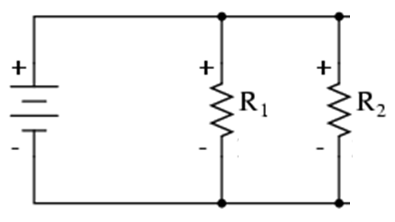 + + +
R1 R2
- - -